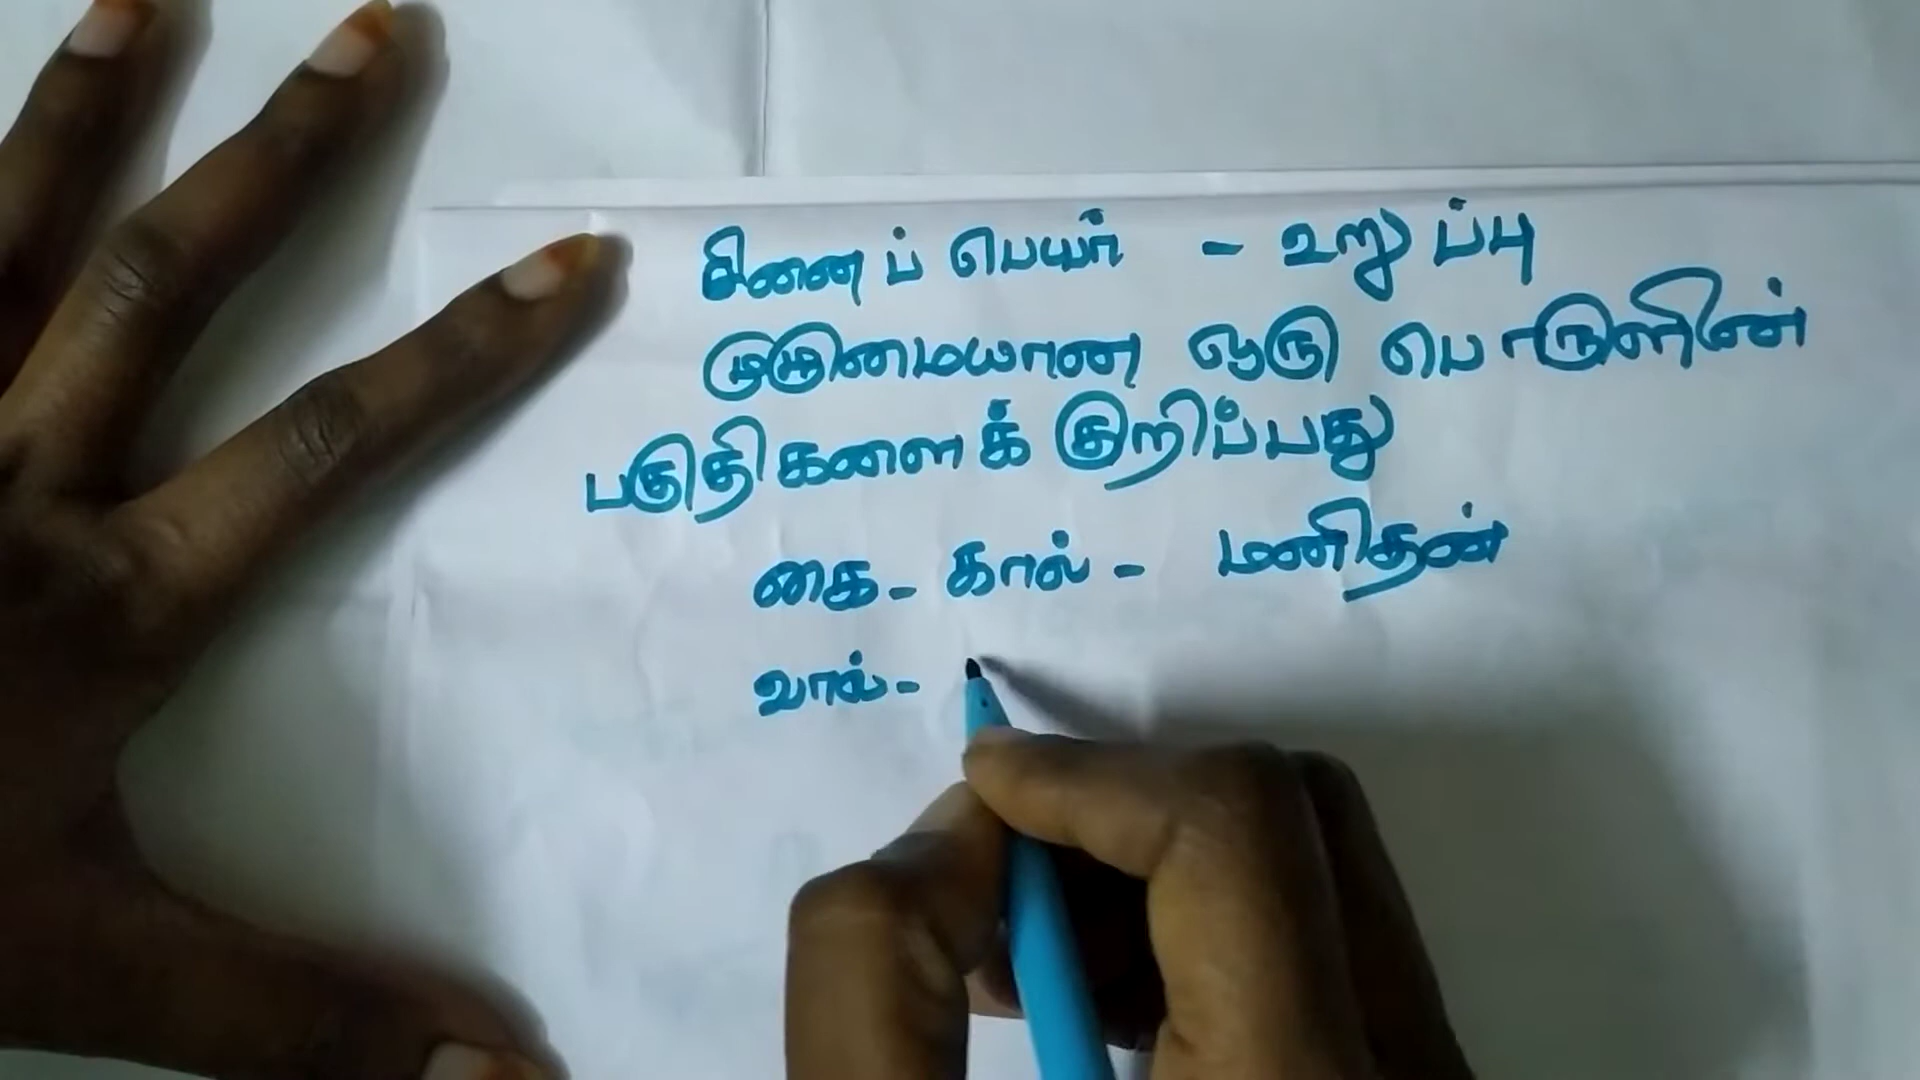 சினைப் பெயர் - உறுப்பு
முழுமையான ஒரு பொருளின்
பகுதிகளைக் குறிப்பது
கை - கால் - மனிதன்
வால் -